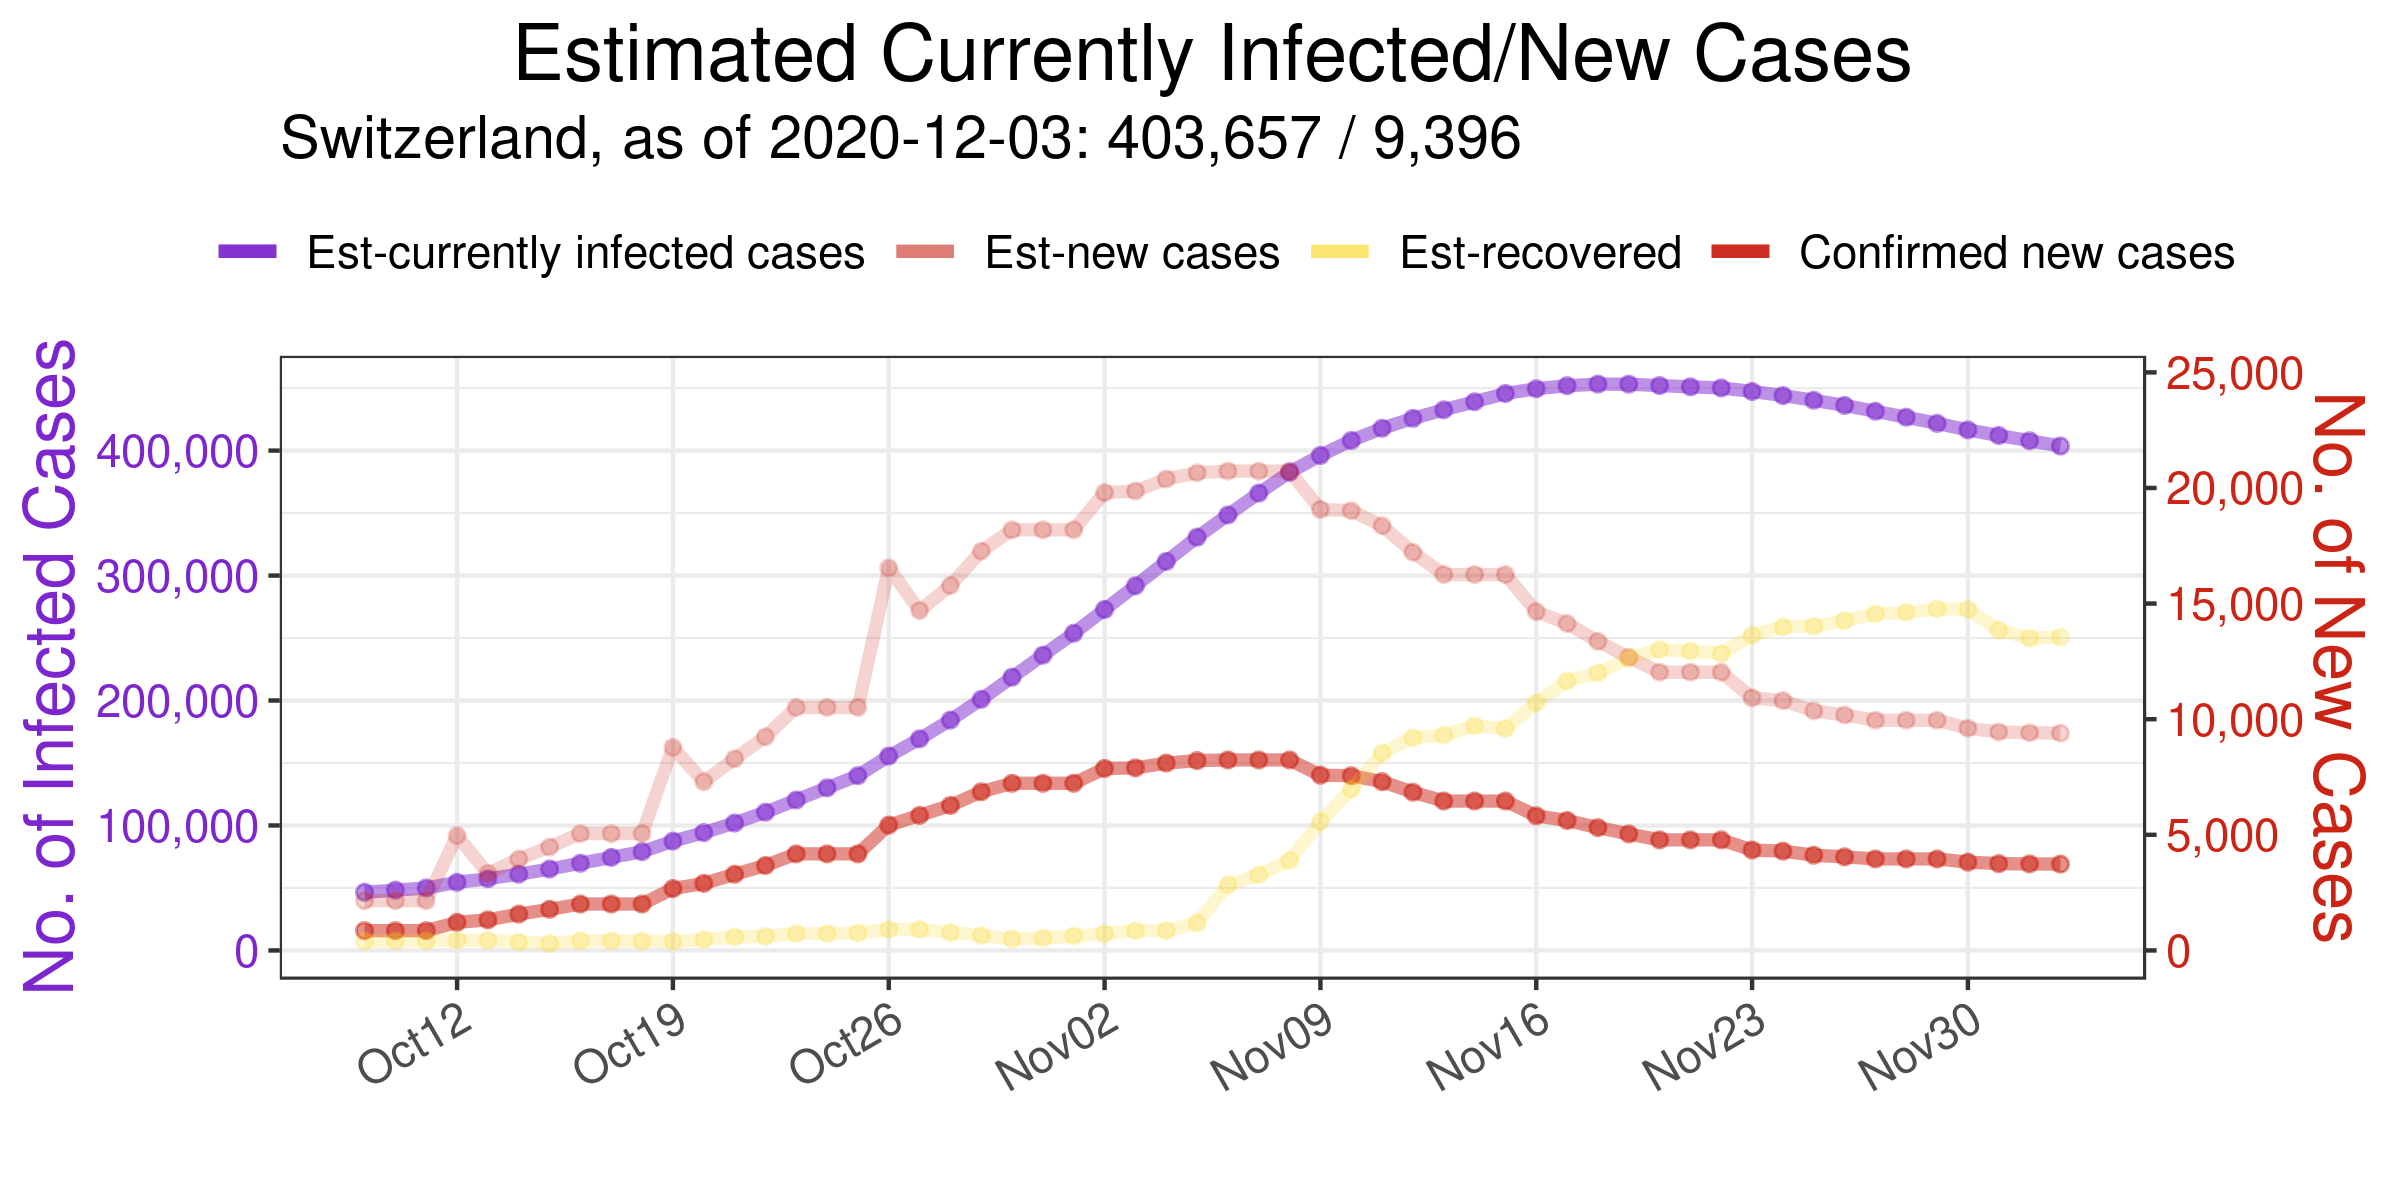 Estimated Currently Infected/New Cases
Switzerland, as of 2020-12-03: 403,657 / 9,396
Est-currently infected cases Est-new cases Est-recovered Confirmed new cases
No. of Infected Cases
400,000
300,000
200,000
100,000
0
25,000
20,000
15,000
10,000
5,000
0
No. of New Cases
Oct12 Oct19 Oct26 Nov02 Nov09 Nov16 Nov23 Nov30